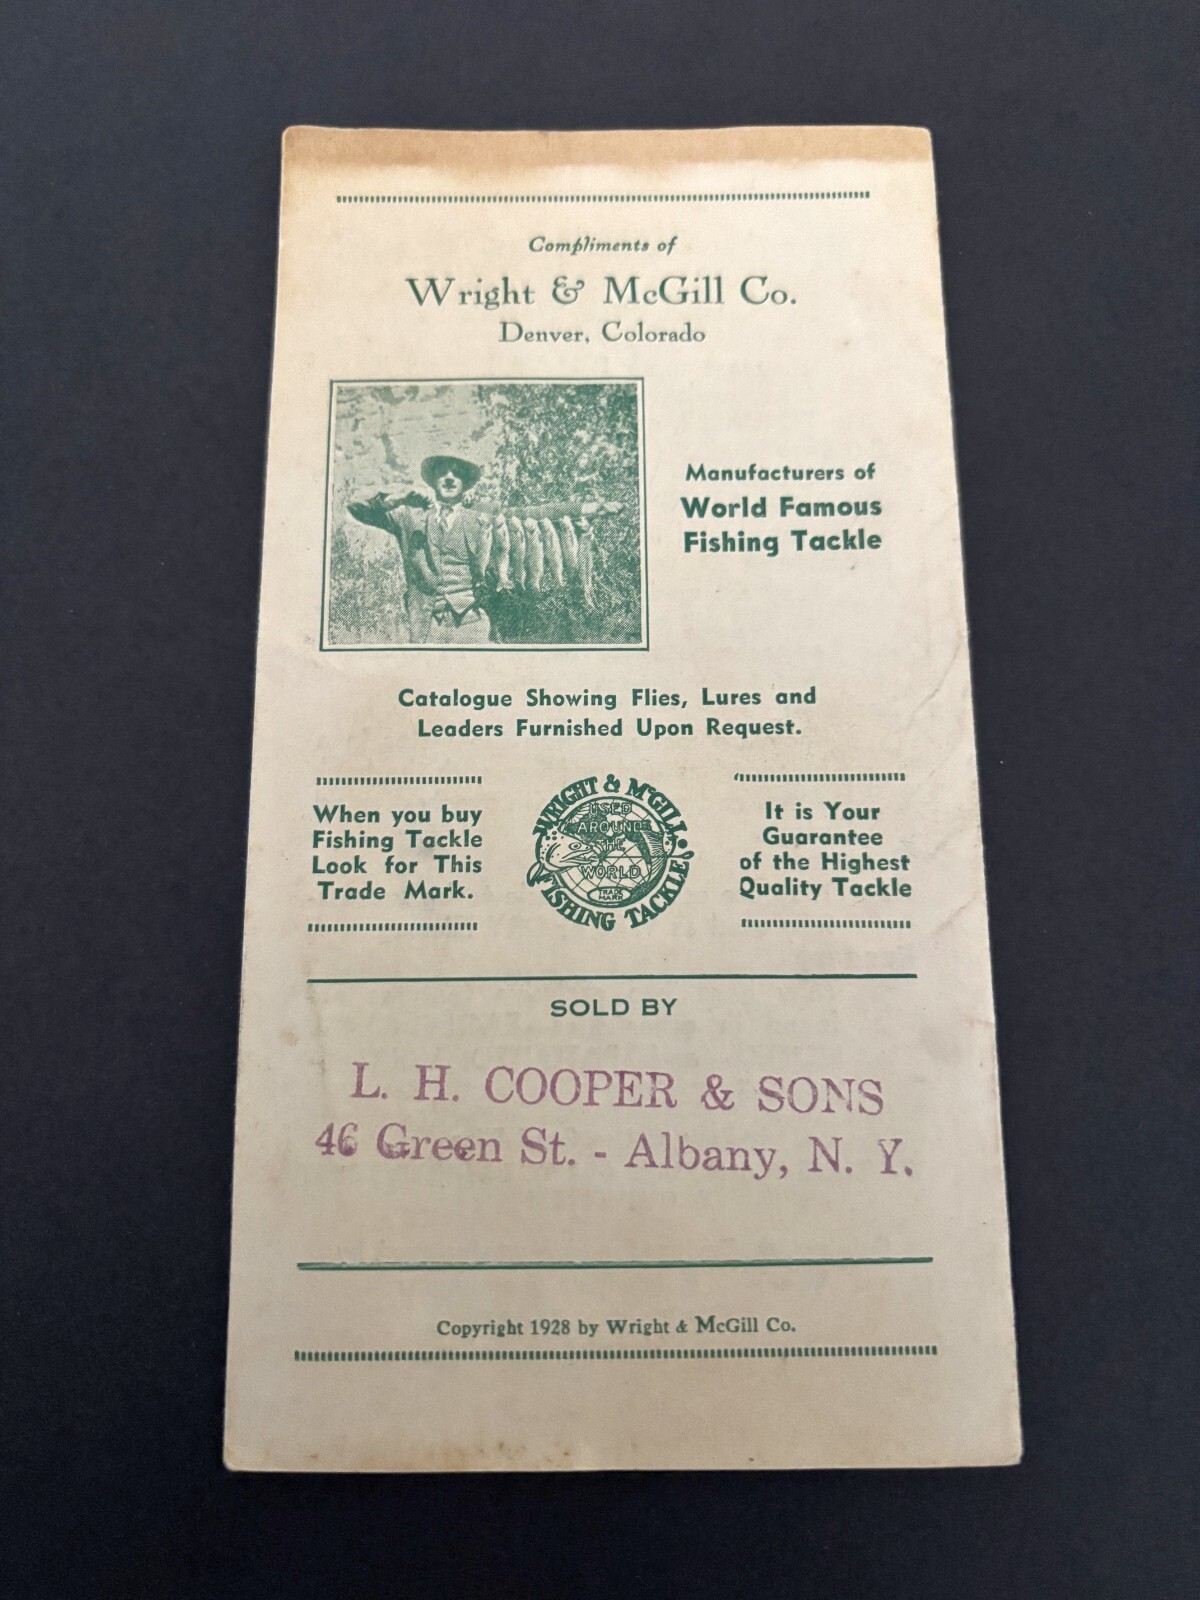 Compliments of
Wright & McGill Co.
Denver, Colorado
Manufacturers of
World Famous
Fishing Tackle
Catalogue Showing Flies, Lures and
Leaders Furnished Upon Request.
When you buy
Fishing Tackle
Look for This
Trade Mark.
WRIGHT & McGILL
USED
AROUND
THE
WORLD
TRADE
MARK
FISHING TACKLE
It is Your
Guarantee
of the Highest
Quality Tackle
SOLD BY
L. H. COOPER & SONS
46 Green St. - Albany, N. Y.
Copyright 1928 by Wright & McGill Co.